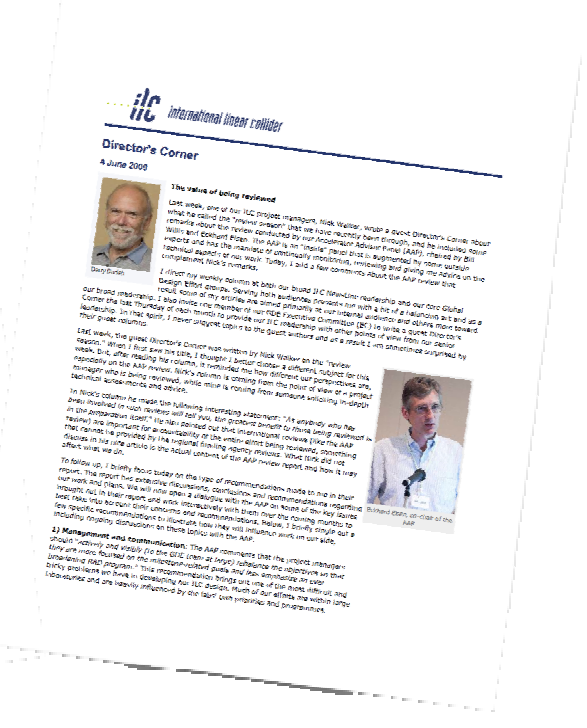 ilc international linear collider
Director's Corner
4 June 2009
The value of being reviewed
Last week, one of our ILC project managers, Nick Walker, wrote a guest Director's Corner about
what he called the "review season" that we have recently been through, and he included some
remarks about the review conducted by our Accelerator Advisor Panel (AAP), chaired by Bill
Willis and Eckhard Elsen. The AAP is an "inside" panel that is augmented by some outside
experts and has the mandate of continually monitoring, reviewing and giving me advice on the
technical aspects of our work. Today, I add a few comments about the AAP review that
complement Nick's remarks.
Barry Barish
I direct my weekly column at both our broad ILC NewsLine readership and our core Global
Design Effort groups. Serving both audiences presents me with a bit of a balancing act and as a
result some of my articles are aimed primarily at our internal audience and others more toward
our broad readership. I also invite one member of our GDE Executive Committee (EC) to write a guest Director's
Corner the last Thursday of each month to provide our ILC readership with other points of view from our senior
leadership. In that spirit, I never suggest topics to the guest authors and as a result I am sometimes surprised by
their guest columns.
Last week, the guest Director's Corner was written by Nick Walker on the "review
season." When I first saw his title, I thought I better choose a different subject for this
week. But, after reading his column, it reminded me how different our perspectives are,
especially on the AAP review. Nick's column is coming from the point of view of a project
manager who is being reviewed, while mine is coming from someone soliciting in-depth
technical assessments and advice.
In Nick's column he made the following interesting statement: "As anybody who has
been involved in such reviews will tell you, the greatest benefit to those being reviewed is
in the preparation itself." He also pointed out that international reviews (like the AAP
review) are important for a countability of the entire effort being reviewed, something
that cannot be provided by the regional funding agency reviews. What Nick did not
discuss in his nice article is the actual content of the AAP review report and how it may
affect what we do.
Eckhard Elsen, co-chair of the
AAP
To follow up, I briefly focus today on the type of recommendations made to me in their
report. The report has extensive discussions, conclusions and recommendations regarding
our work and plans. We will now open a dialogue with the AAP on some of the key issues
brought out in their report and work interactively with them over the coming months to
best take into account their concerns and recommendations. Below, I briefly single out a
few specific recommendations to illustrate how they will influence work on our side,
including ongoing discussions on these topics with the AAP.
1) Management and communication: The AAP comments that the project managers
should "actively and visibly (to the GDE team at large) rebalance the objectives so that
they are more focused on the milestone-related goals and less emphasize an ever
broadening R&D program." This recommendation brings out one of the most difficult and
tricky problems we have in developing our ILC design. Much of our efforts are within large
laboratories and are heavily influenced by the labs' own priorities and programmes.